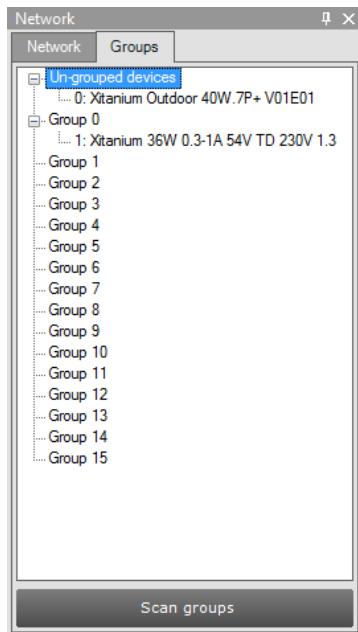 Network
Network Groups
Un-grouped devices
0: Xitanium Outdoor 40W.7P+ V01E01
Group 0
1: Xitanium 36W 0.3-1A 54V TD 230V 1.3
Group 1
Group 2
Group 3
Group 4
Group 5
Group 6
Group 7
Group 8
Group 9
Group 10
Group 11
Group 12
Group 13
Group 14
Group 15
Scan groups